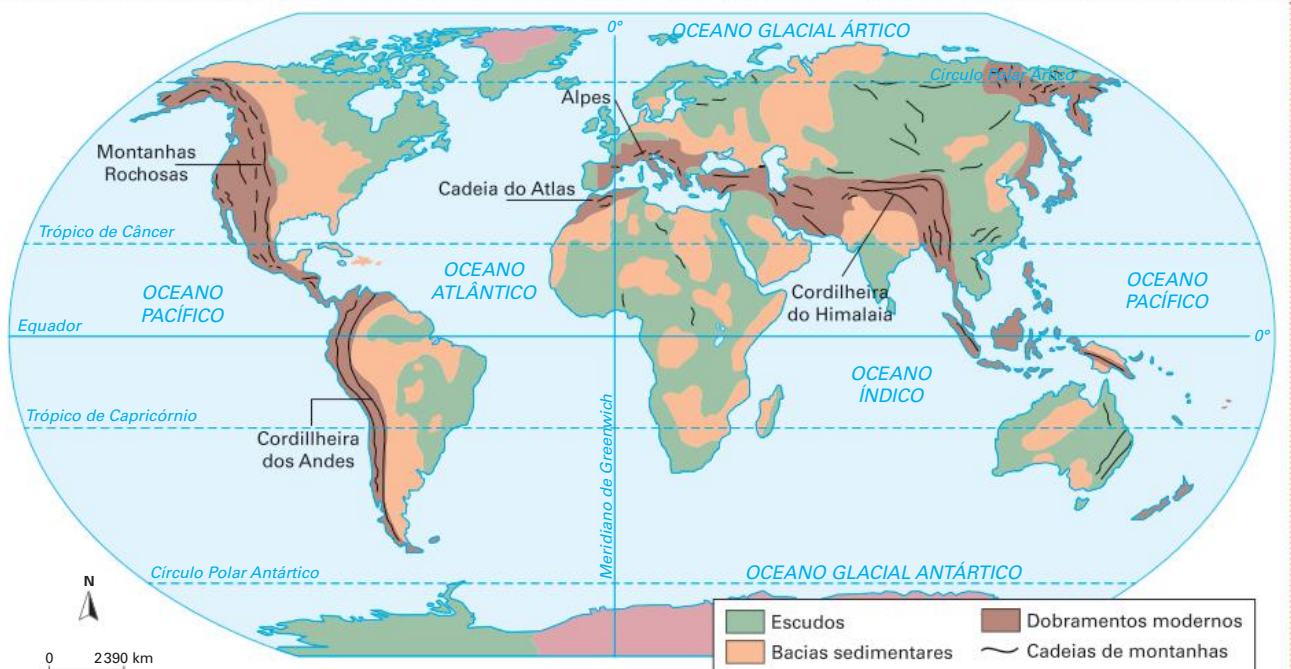 OCEANO GLACIAL ÁRTICO
0°
Círculo Polar Ártico
Alpes
Montanhas
Rochosas
Cadeia do Atlas
Trópico de Câncer
OCEANO
ATLÂNTICO
OCEANO
PACÍFICO
OCEANO
PACÍFICO
Cordilheira
do Himalaia
Equador
0°
OCEANO
ÍNDICO
Trópico de Capricórnio
Cordillheira
dos Andes
Meridiano de Greenwich
Círculo Polar Antártico
OCEANO GLACIAL ANTÁRTICO
N
0 2390 km
Escudos
Bacias sedimentares
Dobramentos modernos
Cadeias de montanhas